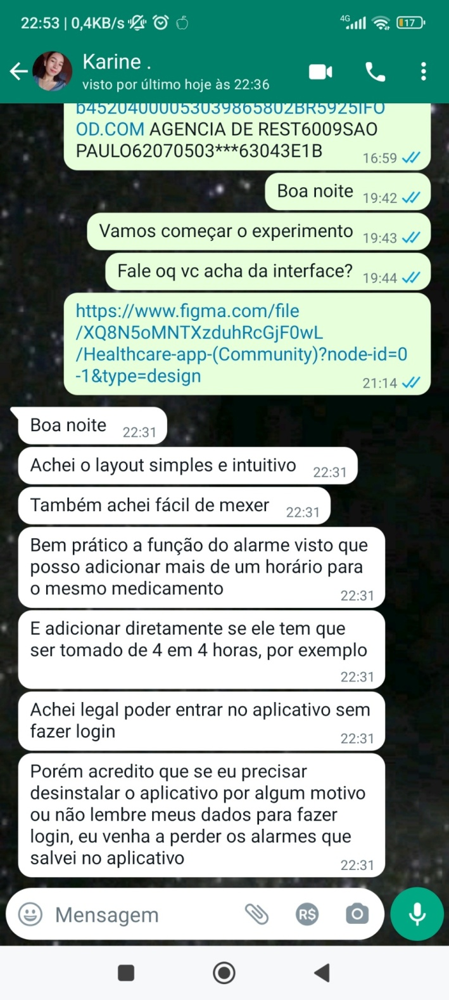 22:53 | 0,4KB/s
4G
17
Karine .
visto por último hoje às 22:36
b45204000053039865802BR5925IFO
OD.COM AGENCIA DE REST6009SAO
PAULO62070503***63043E1B
16:59
Boa noite 19:42
Vamos começar o experimento 19:43
Fale oq vc acha da interface? 19:44
https://www.figma.com/file
/XQ8N5oMNTXzduhRcGjF0wL
/Healthcare-app-(Community)?node-id=0
-1&type=design
21:14
Boa noite 22:31
Achei o layout simples e intuitivo 22:31
Também achei fácil de mexer 22:31
Bem prático a função do alarme visto que
posso adicionar mais de um horário para
o mesmo medicamento
22:31
E adicionar diretamente se ele tem que
ser tomado de 4 em 4 horas, por exemplo
22:31
Achei legal poder entrar no aplicativo sem
fazer login
22:31
Porém acredito que se eu precisar
desinstalar o aplicativo por algum motivo
ou não lembre meus dados para fazer
login, eu venha a perder os alarmes que
salvei no aplicativo
22:31
Mensagem
R$